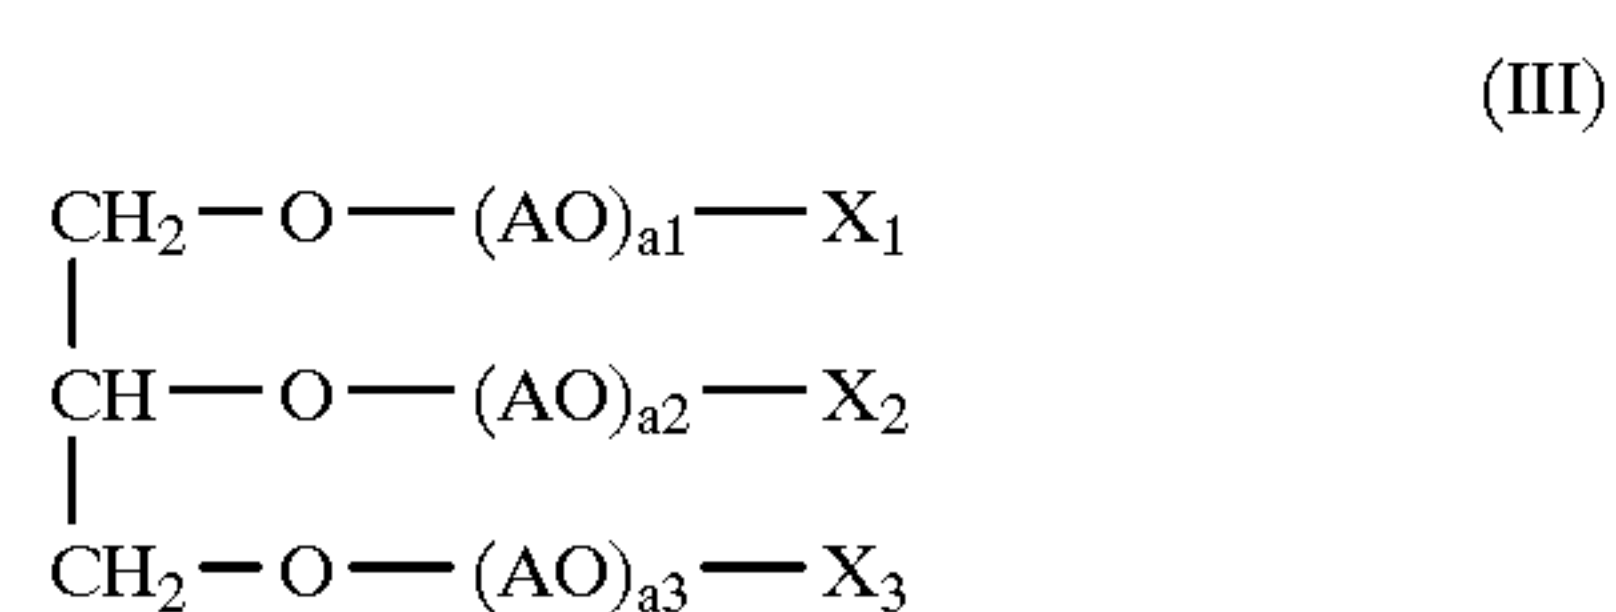 (III)
CH₂—O—(AO)ₐ₁—X₁
CH—O—(AO)ₐ₂—X₂
CH₂—O—(AO)ₐ₃—X₃